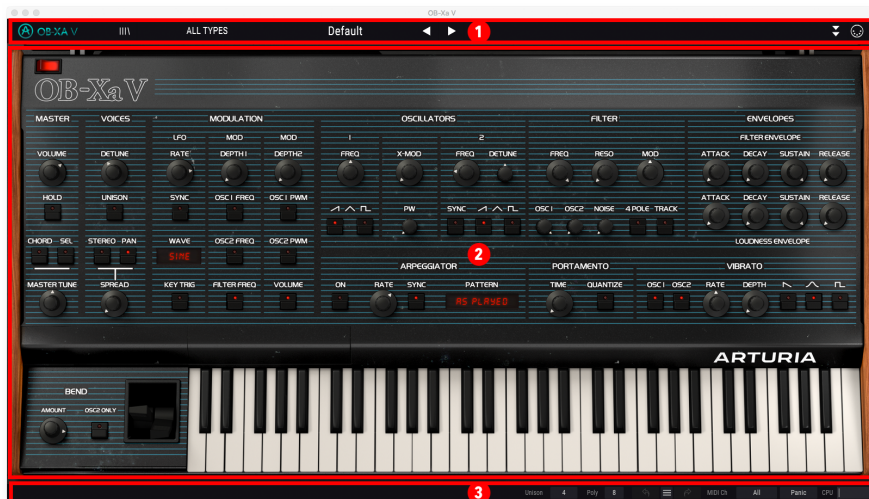 OB-Xa V
OB-XA V ALL TYPES Default 1
OB-Xa V
MASTER VOICES MODULATION OSCILLATORS FILTER ENVELOPES
LFO MOD MOD 1 2 FILTER ENVELOPE
VOLUME DETUNE RATE DEPTH1 DEPTH2 FREQ X-MOD FREQ DETUNE FREQ RESO MOD ATTACK DECAY SUSTAIN RELEASE
HOLD UNISON SYNC OSC1 FREQ OSC1 PWM PW SYNC OSC1 OSC2 NOISE 4 POLE TRACK ATTACK DECAY SUSTAIN RELEASE
CHORD SEL STEREO PAN WAVE OSC2 FREQ OSC2 PWM LOUDNESS ENVELOPE
SINE 2
ARPEGGIATOR PORTAMENTO VIBRATO
MASTER TUNE SPREAD KEY TRIG FILTER FREQ VOLUME ON RATE SYNC PATTERN TIME QUANTIZE OSC1 OSC2 RATE DEPTH
AS PLAYED
ARTURIA
BEND
AMOUNT OSC2 ONLY
3 Unison 4 Poly 8 MIDI Ch All Panic CPU